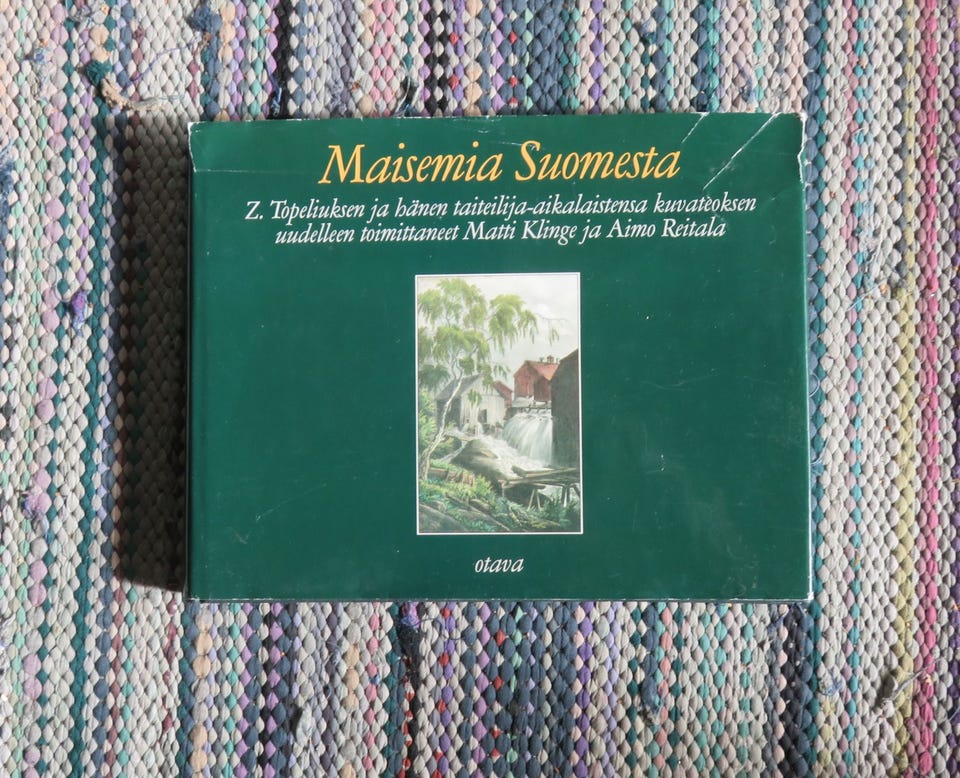 Maisemia Suomesta
Z. Topeliuksen ja hänen taiteilija-aikalaistensa kuvateoksen
uudelleen toimittaneet Matti Klinge ja Aimo Reitala
otava